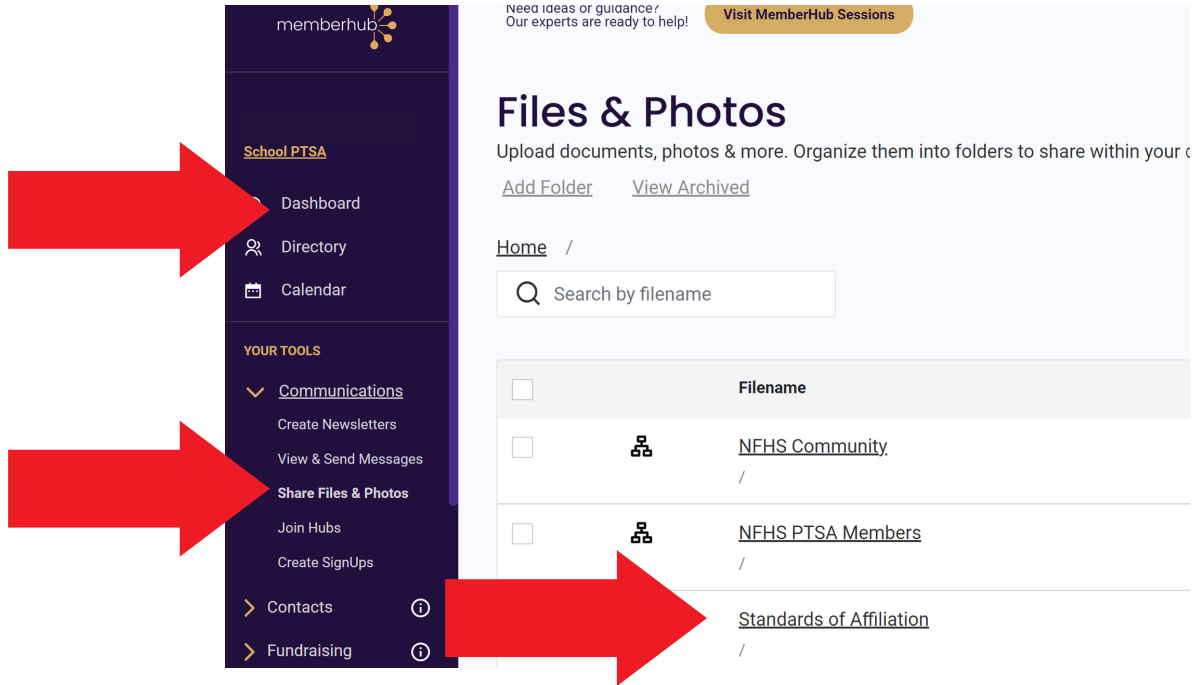 memberhub
School PTSA
Dashboard
Directory
Calendar
YOUR TOOLS
Communications
Create Newsletters
View & Send Messages
Share Files & Photos
Join Hubs
Create SignUps
Contacts
Fundraising
Need ideas or guidance?
Our experts are ready to help!
Visit MemberHub Sessions
Files & Photos
Upload documents, photos & more. Organize them into folders to share within your
Add Folder View Archived
Home /
Search by filename
Filename
NFHS Community
/
NFHS PTSA Members
/
Standards of Affiliation
/